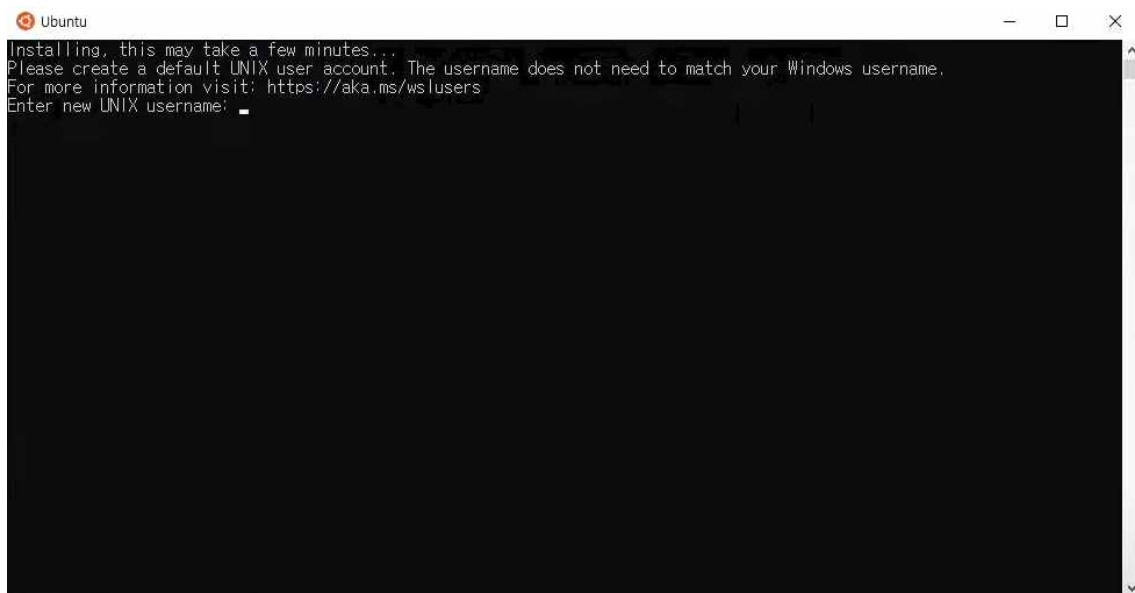 Ubuntu
Installing, this may take a few minutes...
Please create a default UNIX user account. The username does not need to match your Windows username.
For more information visit: https://aka.ms/wslusers
Enter new UNIX username: